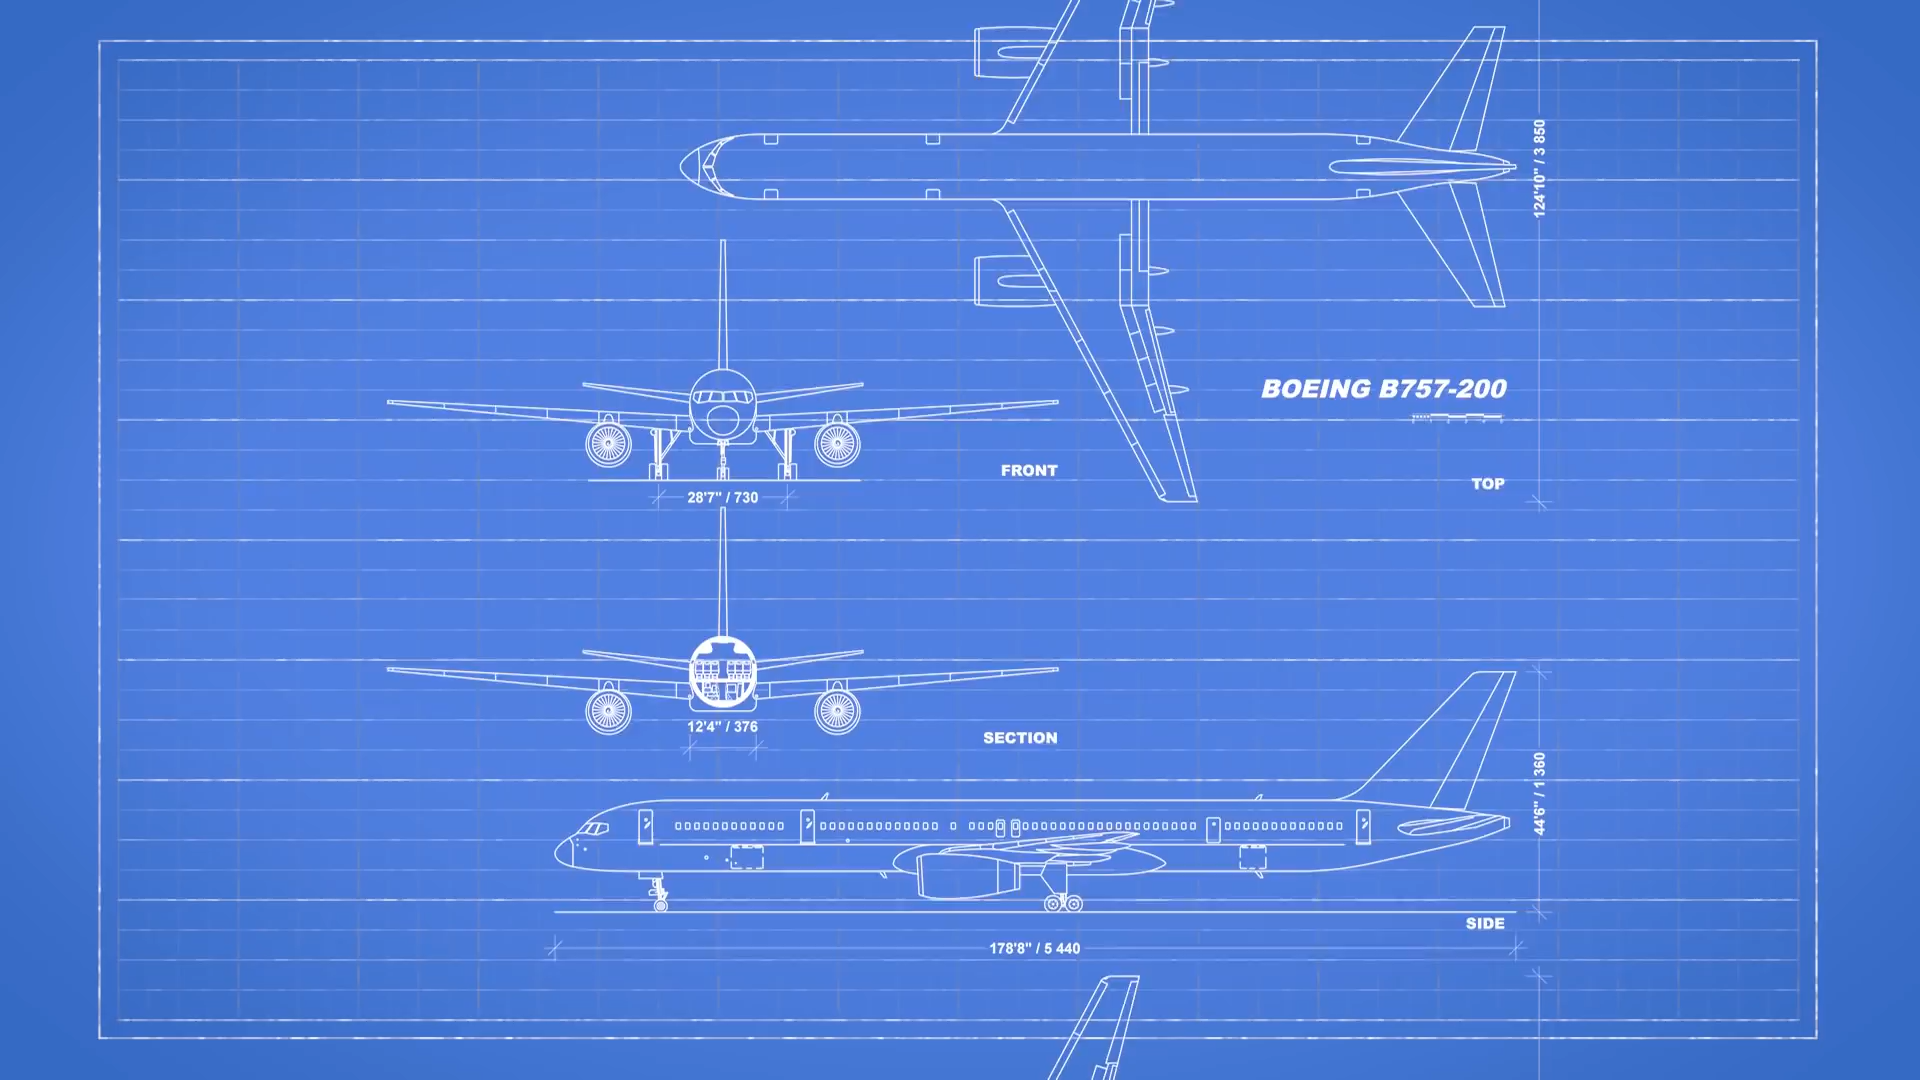 124'10" / 3 850
BOEING B757-200
FRONT
TOP
28'7" / 730
12'4" / 376
SECTION
44'6" / 1 360
SIDE
178'8" / 5 440